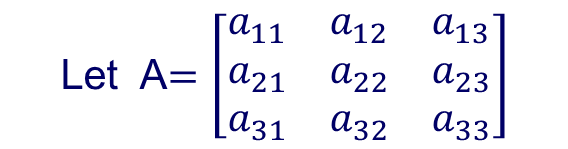 a₁₁ a₁₂ a₁₃
Let A= a₂₁ a₂₂ a₂₃
a₃₁ a₃₂ a₃₃